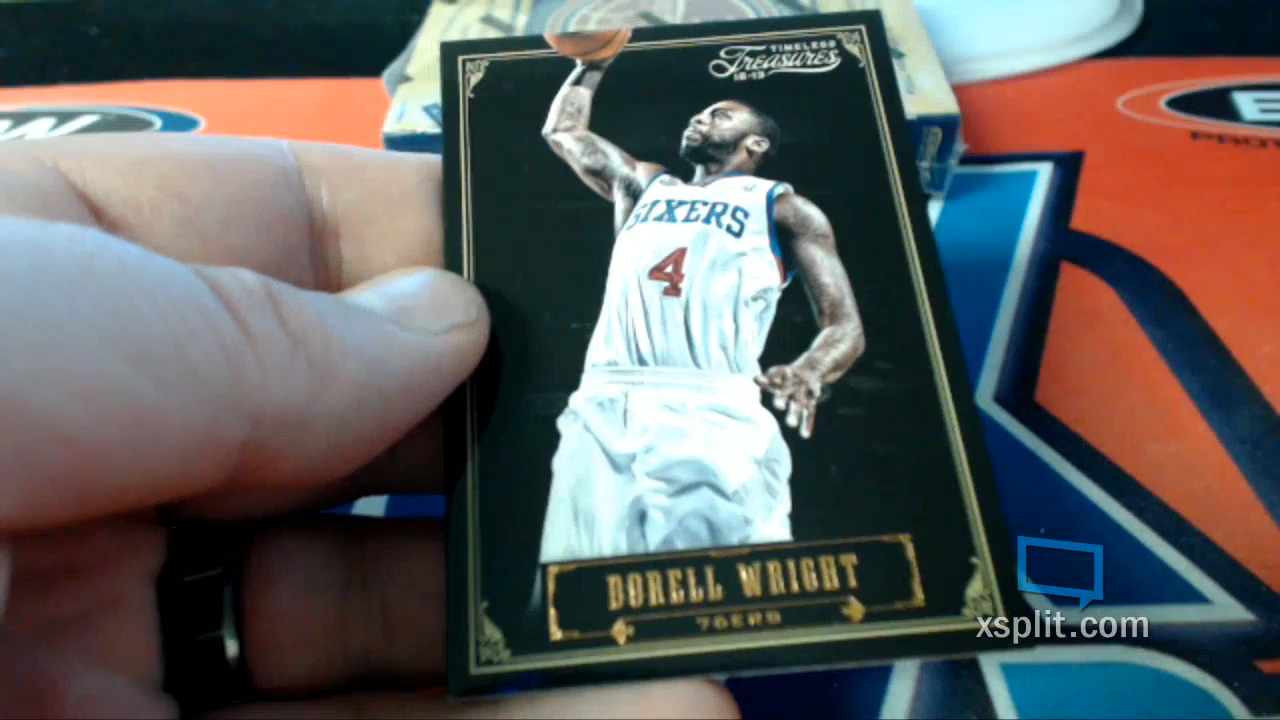 TIMELESS
Treasures
12-13
SIXERS
4
DORELL WRIGHT
76ERS
xsplit.com